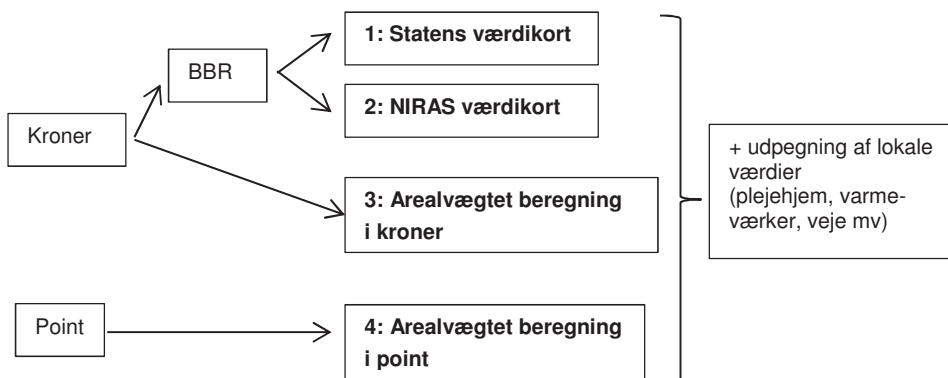 Kroner
BBR
1: Statens værdikort
2: NIRAS værdikort
3: Arealvægtet beregning
i kroner
Point
4: Arealvægtet beregning
i point
+ udpegning af lokale
værdier
(plejehjem, varme-
værker, veje mv)